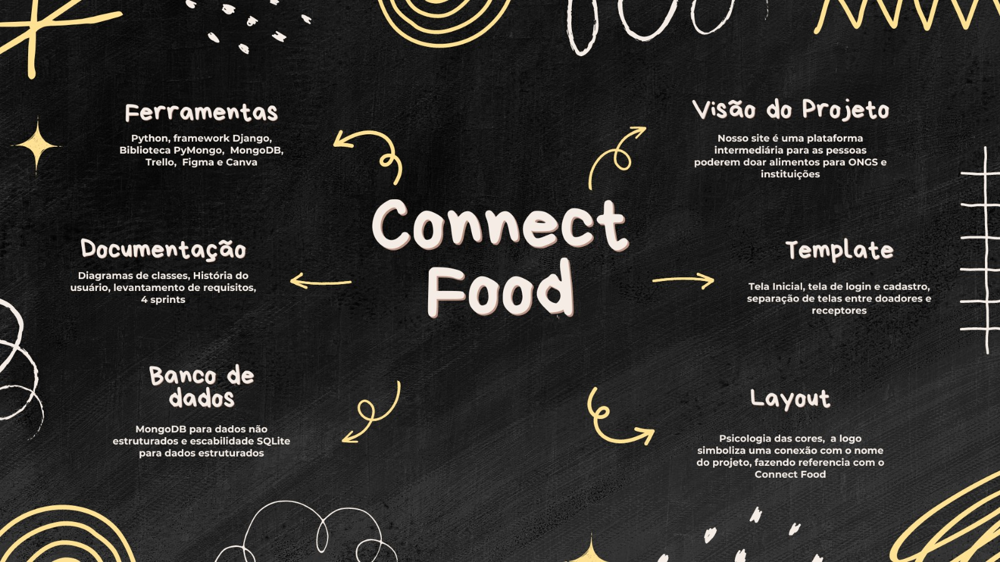 Ferramentas
Python, framework Django,
Biblioteca PyMongo,  MongoDB,
Trello,  Figma e Canva
Visão do Projeto
Nosso site é uma plataforma
intermediária para as pessoas
poderem doar alimentos para ONGS e
instituições
Connect
Food
Documentação
Diagramas de classes, História do
usuário, levantamento de requisitos,
4 sprints
Template
Tela Inicial, tela de login e cadastro,
separação de telas entre doadores e
receptores
Banco de
dados
MongoDB para dados não
estruturados e escabilidade SQLite
para dados estruturados
Layout
Psicologia das cores,  a logo
simboliza uma conexão com o nome
do projeto, fazendo referencia com o
Connect Food